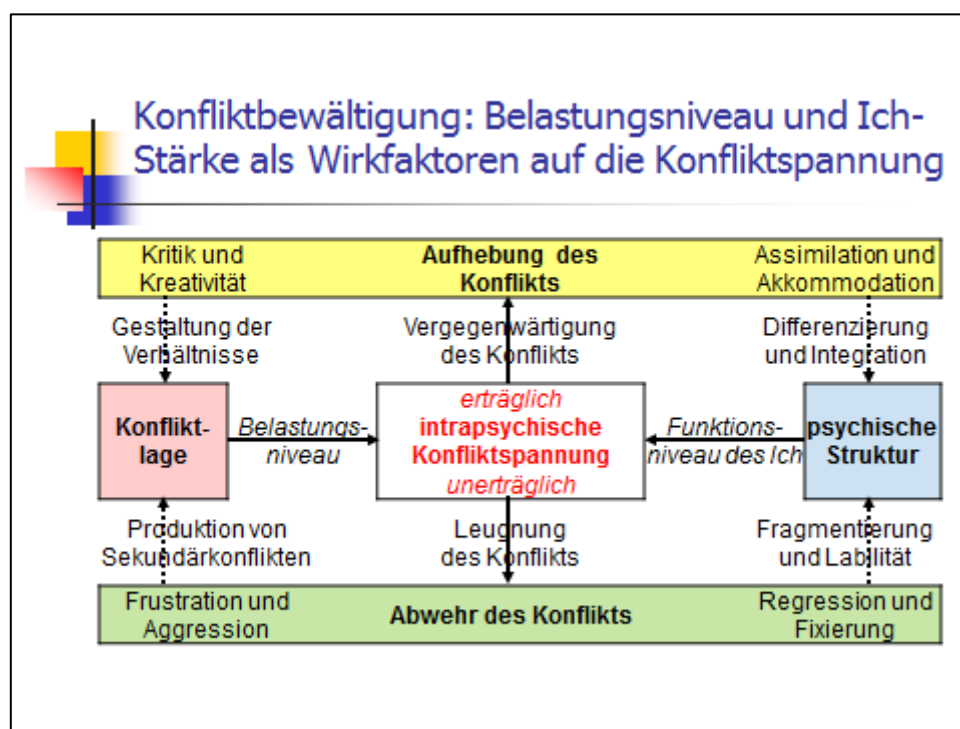 Konfliktbewältigung: Belastungsniveau und Ich-
Stärke als Wirkfaktoren auf die Konfliktspannung
Kritik und
Kreativität
Aufhebung des
Konflikts
Assimilation und
Akkommodation
Gestaltung der
Verhältnisse
Vergegenwärtigung
des Konflikts
Differenzierung
und Integration
Konflikt-
lage
Belastungs-
niveau
erträglich
intrapsychische
Konfliktspannung
unerträglich
Funktions-
niveau des Ich
psychische
Struktur
Produktion von
Sekundärkonflikten
Leugnung
des Konflikts
Fragmentierung
und Labilität
Frustration und
Aggression
Abwehr des Konflikts
Regression und
Fixierung